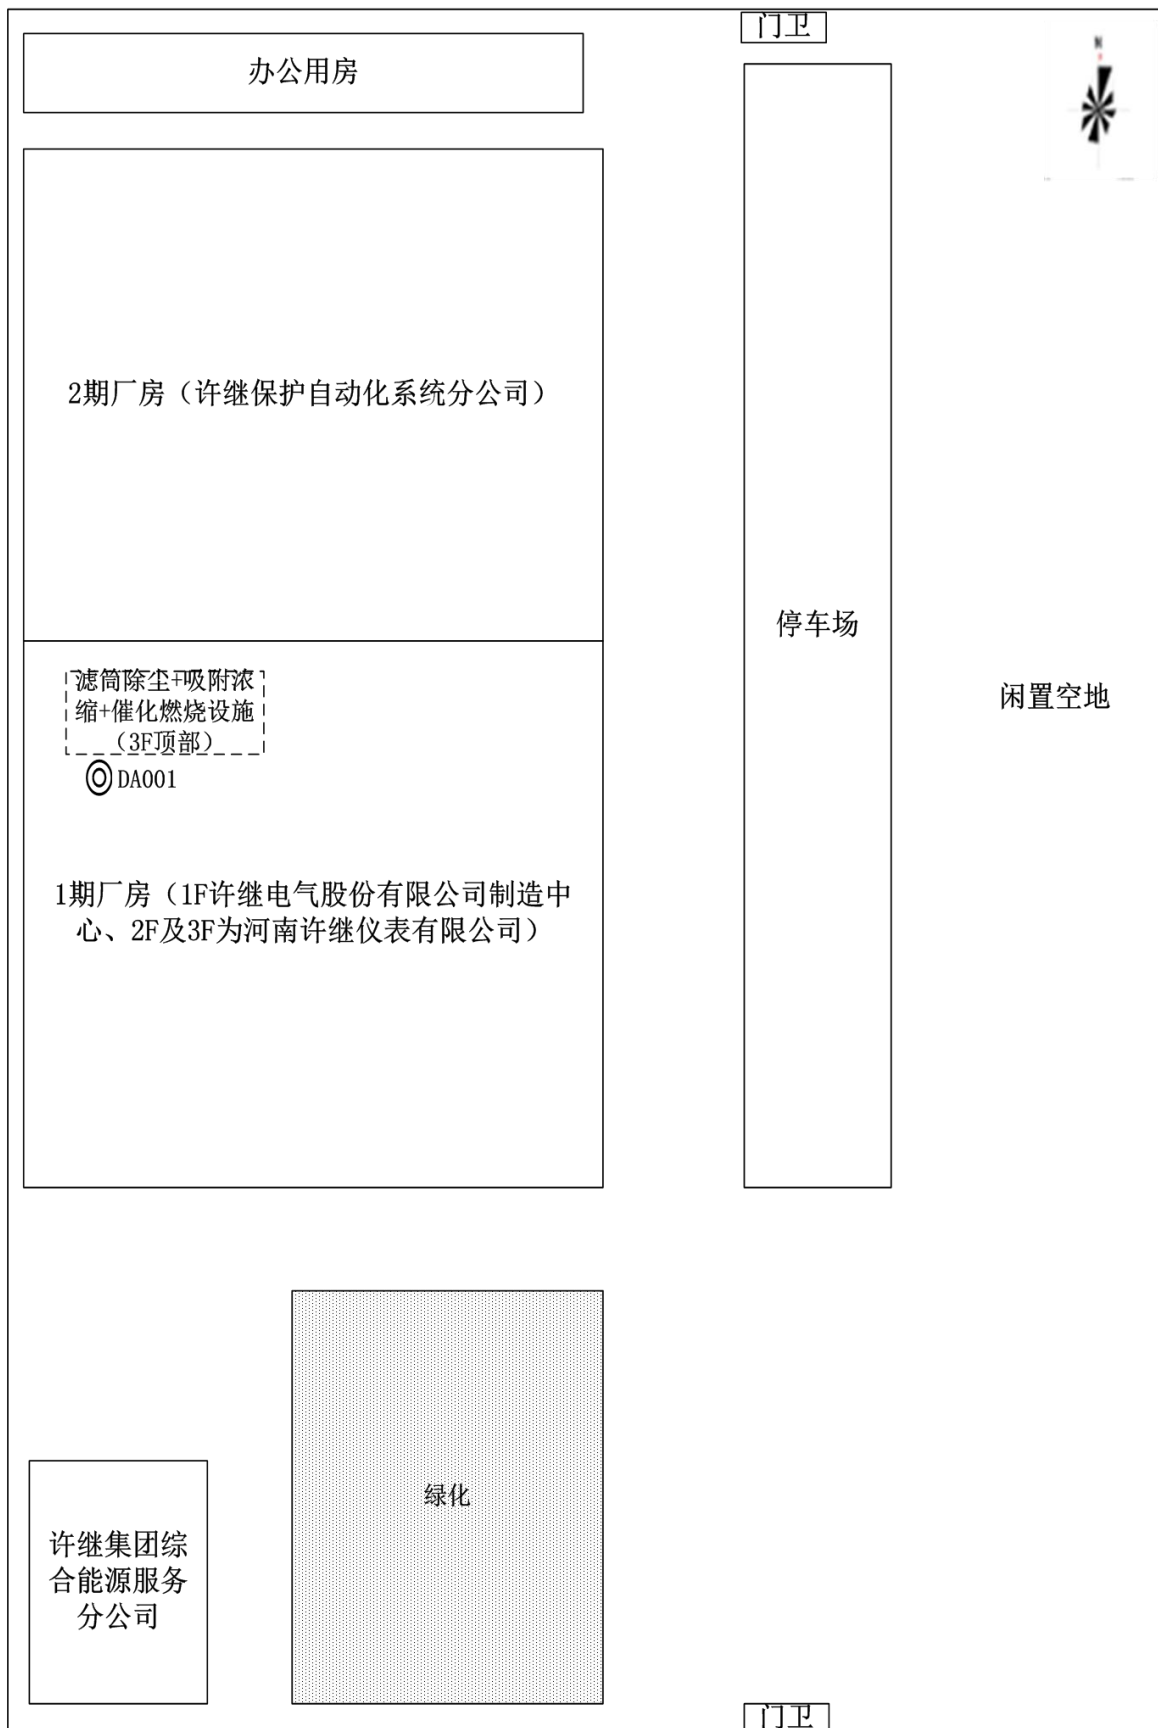 门卫
N
办公用房
2期厂房（许继保护自动化系统分公司）
停车场
闲置空地
滤筒除尘+吸附浓
缩+催化燃烧设施
（3F顶部）
DA001
1期厂房（1F许继电气股份有限公司制造中
心、2F及3F为河南许继仪表有限公司）
绿化
许继集团综
合能源服务
分公司
门卫